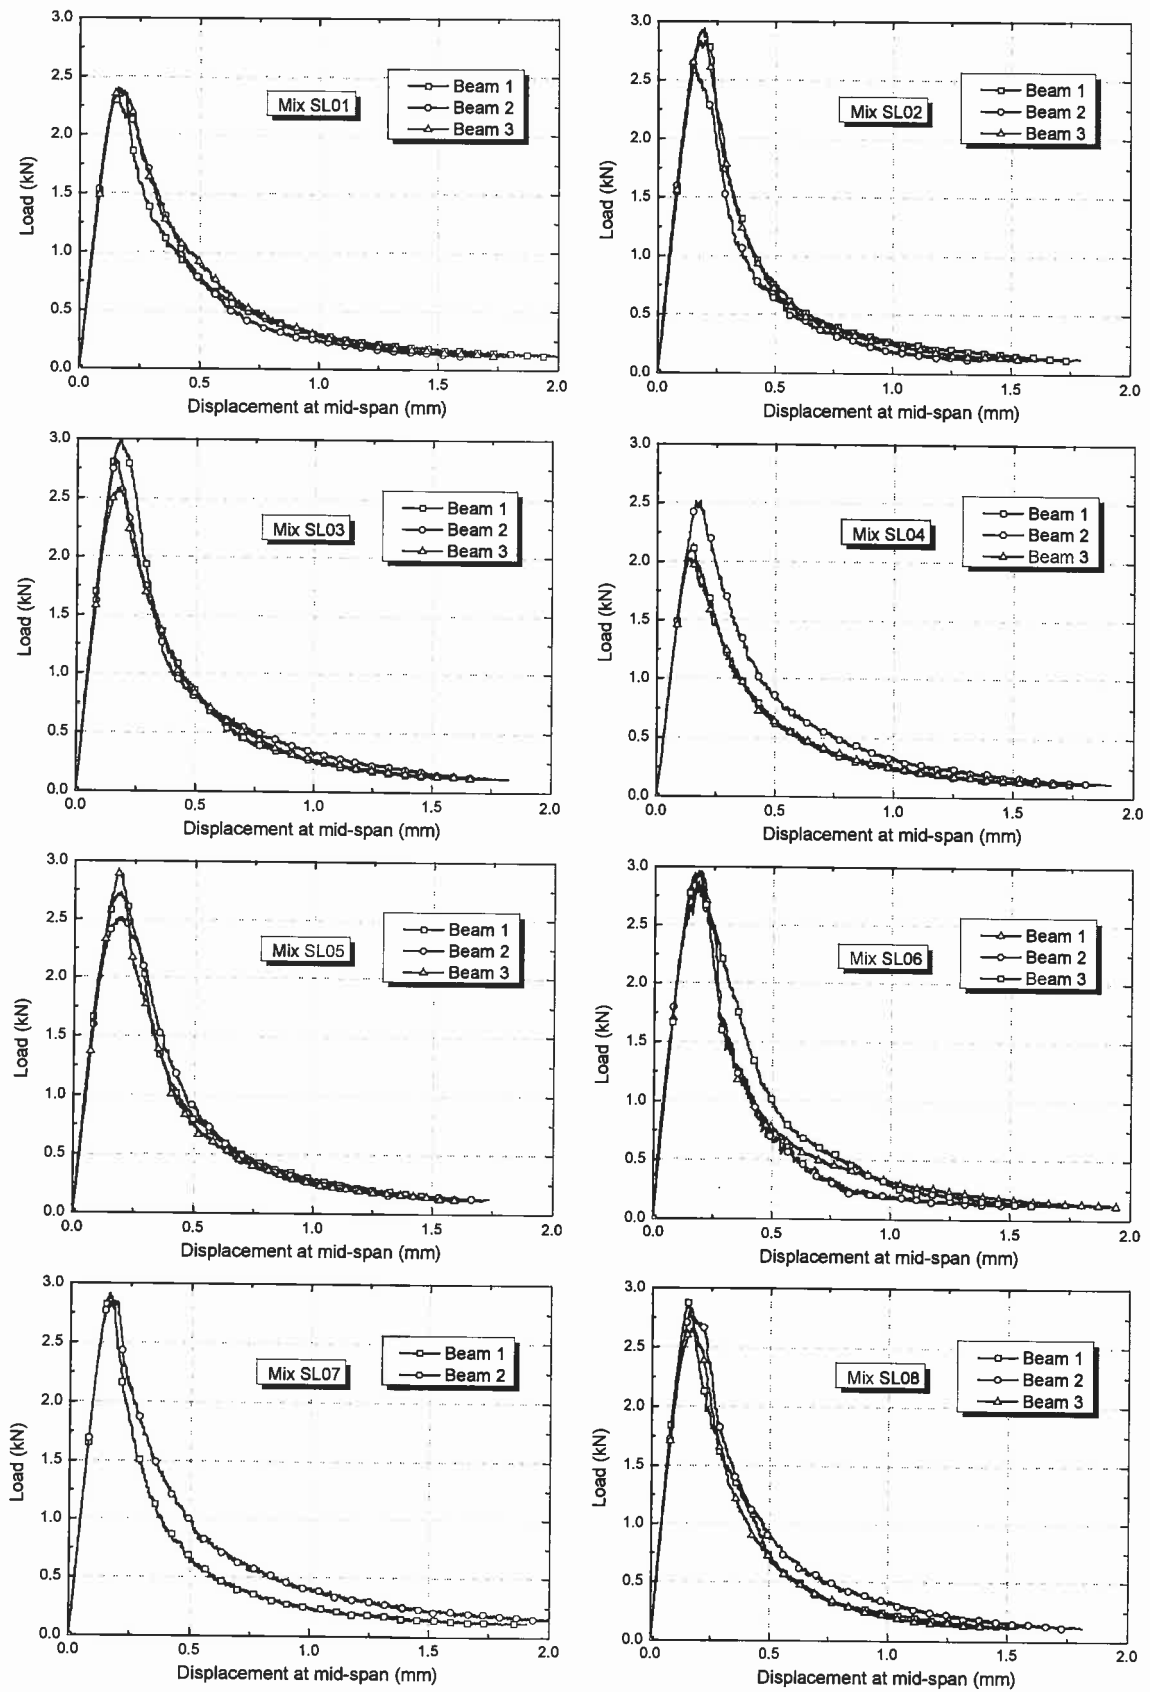 3.0
2.5
2.0
1.5
1.0
0.5
0.0
Load (kN)
Mix SL01
Beam 1
Beam 2
Beam 3
0.0 0.5 1.0 1.5 2.0
Displacement at mid-span (mm)
3.0
2.5
2.0
1.5
1.0
0.5
0.0
Load (kN)
Mix SL02
Beam 1
Beam 2
Beam 3
0.0 0.5 1.0 1.5 2.0
Displacement at mid-span (mm)
3.0
2.5
2.0
1.5
1.0
0.5
0.0
Load (kN)
Mix SL03
Beam 1
Beam 2
Beam 3
0.0 0.5 1.0 1.5 2.0
Displacement at mid-span (mm)
3.0
2.5
2.0
1.5
1.0
0.5
0.0
Load (kN)
Mix SL04
Beam 1
Beam 2
Beam 3
0.0 0.5 1.0 1.5 2.0
Displacement at mid-span (mm)
3.0
2.5
2.0
1.5
1.0
0.5
0.0
Load (kN)
Mix SL05
Beam 1
Beam 2
Beam 3
0.0 0.5 1.0 1.5 2.0
Displacement at mid-span (mm)
3.0
2.5
2.0
1.5
1.0
0.5
0.0
Load (kN)
Mix SL06
Beam 1
Beam 2
Beam 3
0.0 0.5 1.0 1.5 2.0
Displacement at mid-span (mm)
3.0
2.5
2.0
1.5
1.0
0.5
0.0
Load (kN)
Mix SL07
Beam 1
Beam 2
0.0 0.5 1.0 1.5 2.0
Displacement at mid-span (mm)
3.0
2.5
2.0
1.5
1.0
0.5
0.0
Load (kN)
Mix SL08
Beam 1
Beam 2
Beam 3
0.0 0.5 1.0 1.5 2.0
Displacement at mid-span (mm)